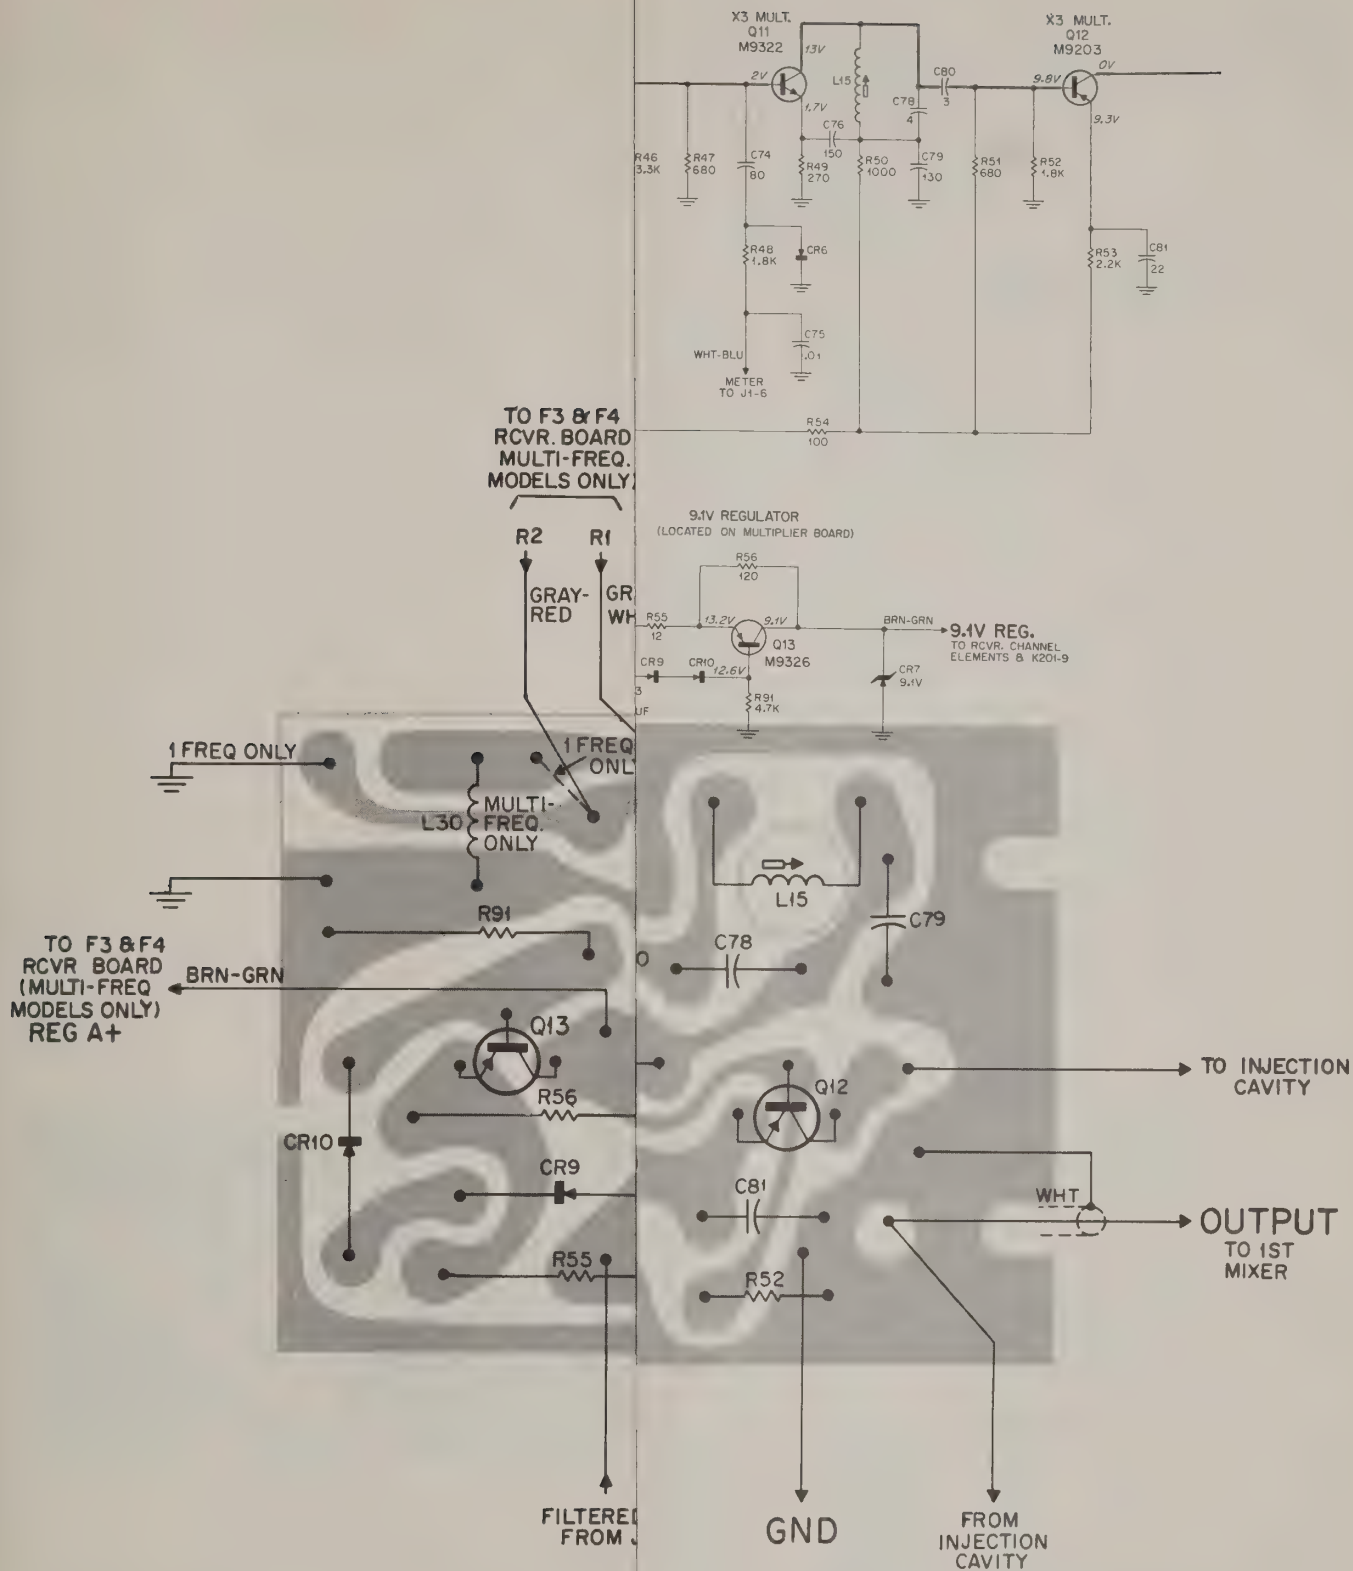 X3 MULT.
Q11
M9322
X3 MULT.
Q12
M9203
13V
2V
1.7V
L15
C80
3
9.8V
0V
9.3V
C78
4
C76
150
R46
3.3K
R47
680
C74
80
R49
270
R50
1000
C79
130
R51
680
R52
1.8K
R48
1.8K
CR6
R53
2.2K
C81
22
C75
.01
WHT-BLU
METER
TO J1-6
R54
100
TO F3 & F4
RCVR. BOARD
MULTI-FREQ.
MODELS ONLY)
R2
R1
GRAY-
RED
GR
WH
9.1V REGULATOR
(LOCATED ON MULTIPLIER BOARD)
R56
120
R55
12
13.2V
9.1V
Q13
M9326
BRN-GRN
9.1V REG.
TO RCVR. CHANNEL
ELEMENTS & K201-9
CR9
CR10
12.6V
CR7
9.1V
3
UF
R91
4.7K
1 FREQ ONLY
1 FREQ
ONLY
L30
MULTI-
FREQ.
ONLY
L15
R91
C79
C78
O
TO F3 & F4
RCVR BOARD
(MULTI-FREQ
MODELS ONLY)
REG A+
BRN-GRN
Q13
Q12
TO INJECTION
CAVITY
R56
CR10
CR9
C81
WHT
OUTPUT
TO 1ST
MIXER
R55
R52
FILTERED
FROM J
GND
FROM
INJECTION
CAVITY